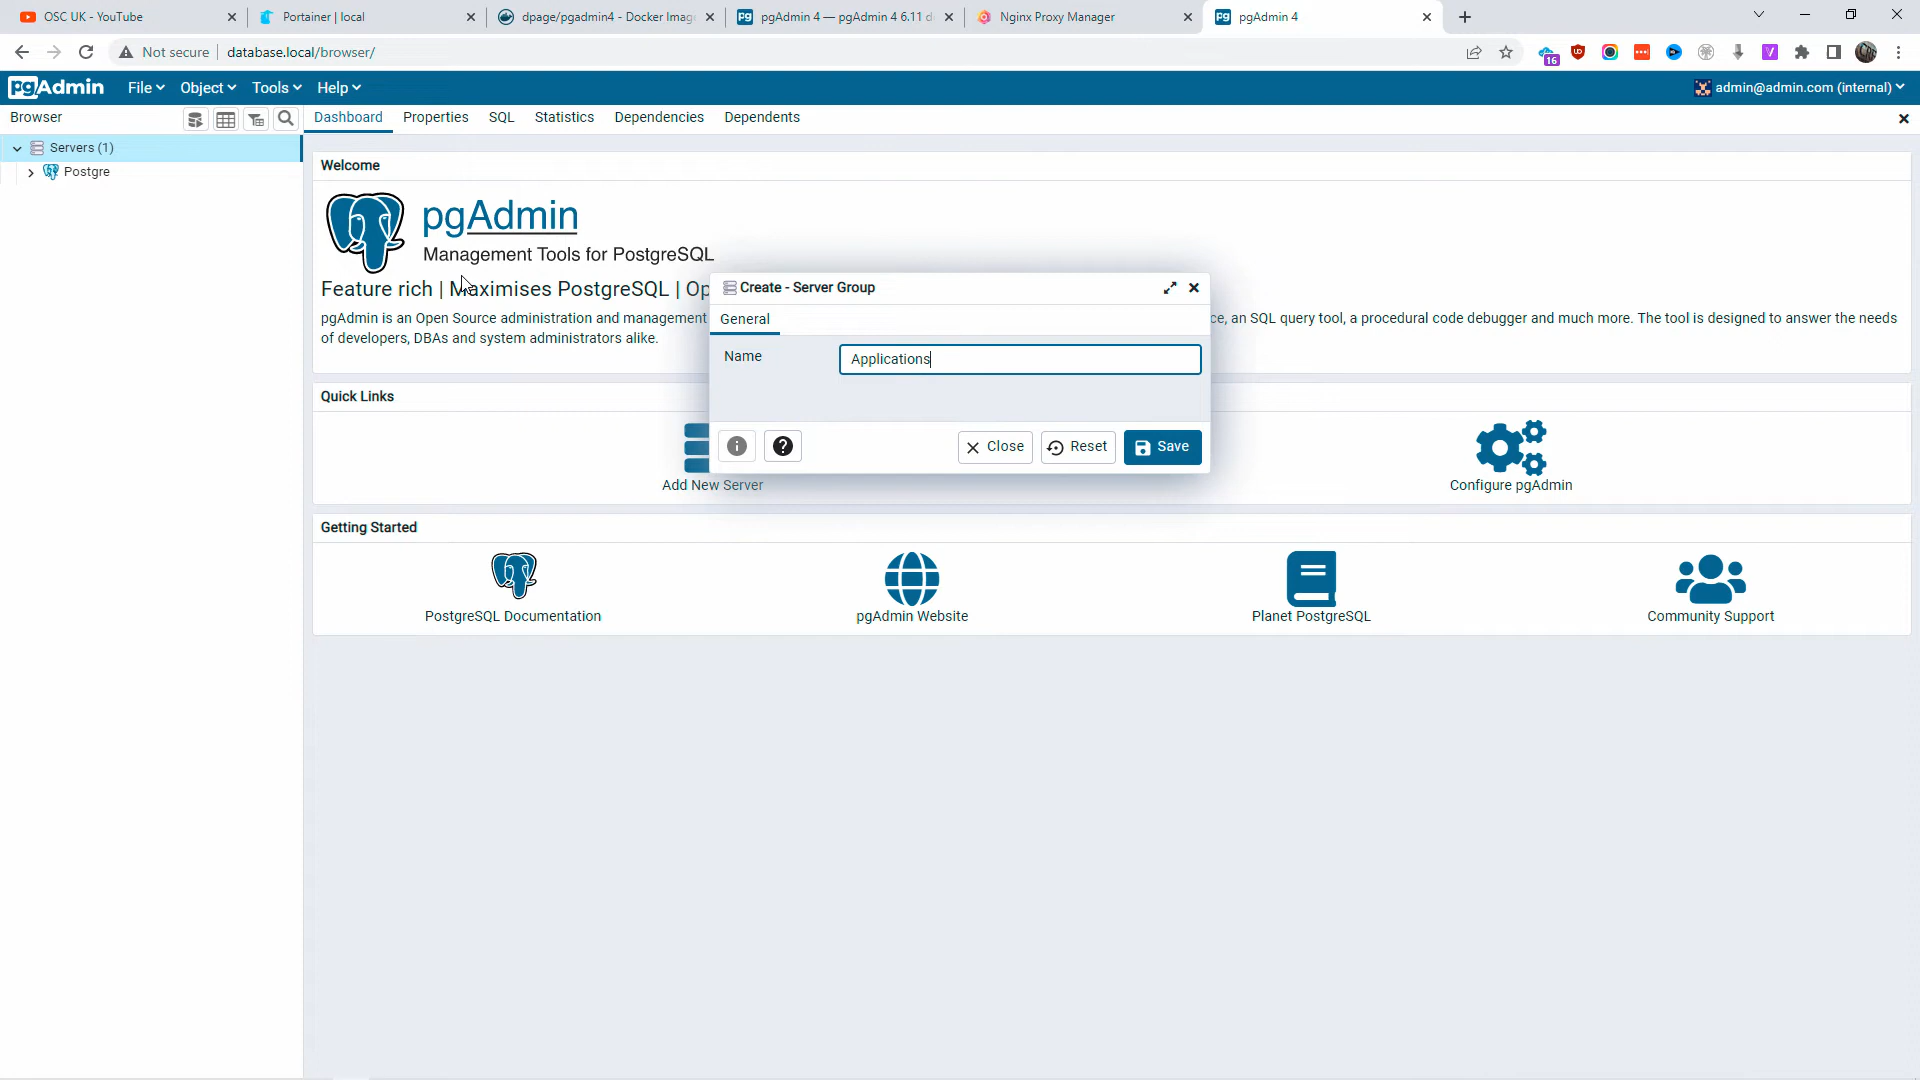 OSC UK - YouTube
Portainer | local
dpage/pgadmin4 - Docker Imag
pgAdmin 4 — pgAdmin 4 6.11 d
Nginx Proxy Manager
pgAdmin 4
Not secure
database.local/browser/
16
pgAdmin
File
Object
Tools
Help
admin@admin.com (internal)
Browser
Dashboard
Properties
SQL
Statistics
Dependencies
Dependents
Servers (1)
Postgre
Welcome
pgAdmin
Management Tools for PostgreSQL
Feature rich | Maximises PostgreSQL | Op
pgAdmin is an Open Source administration and management
ce, an SQL query tool, a procedural code debugger and much more. The tool is designed to answer the needs
of developers, DBAs and system administrators alike.
Create - Server Group
General
Name
Applications
Close
Reset
Save
Quick Links
Add New Server
Configure pgAdmin
Getting Started
PostgreSQL Documentation
pgAdmin Website
Planet PostgreSQL
Community Support